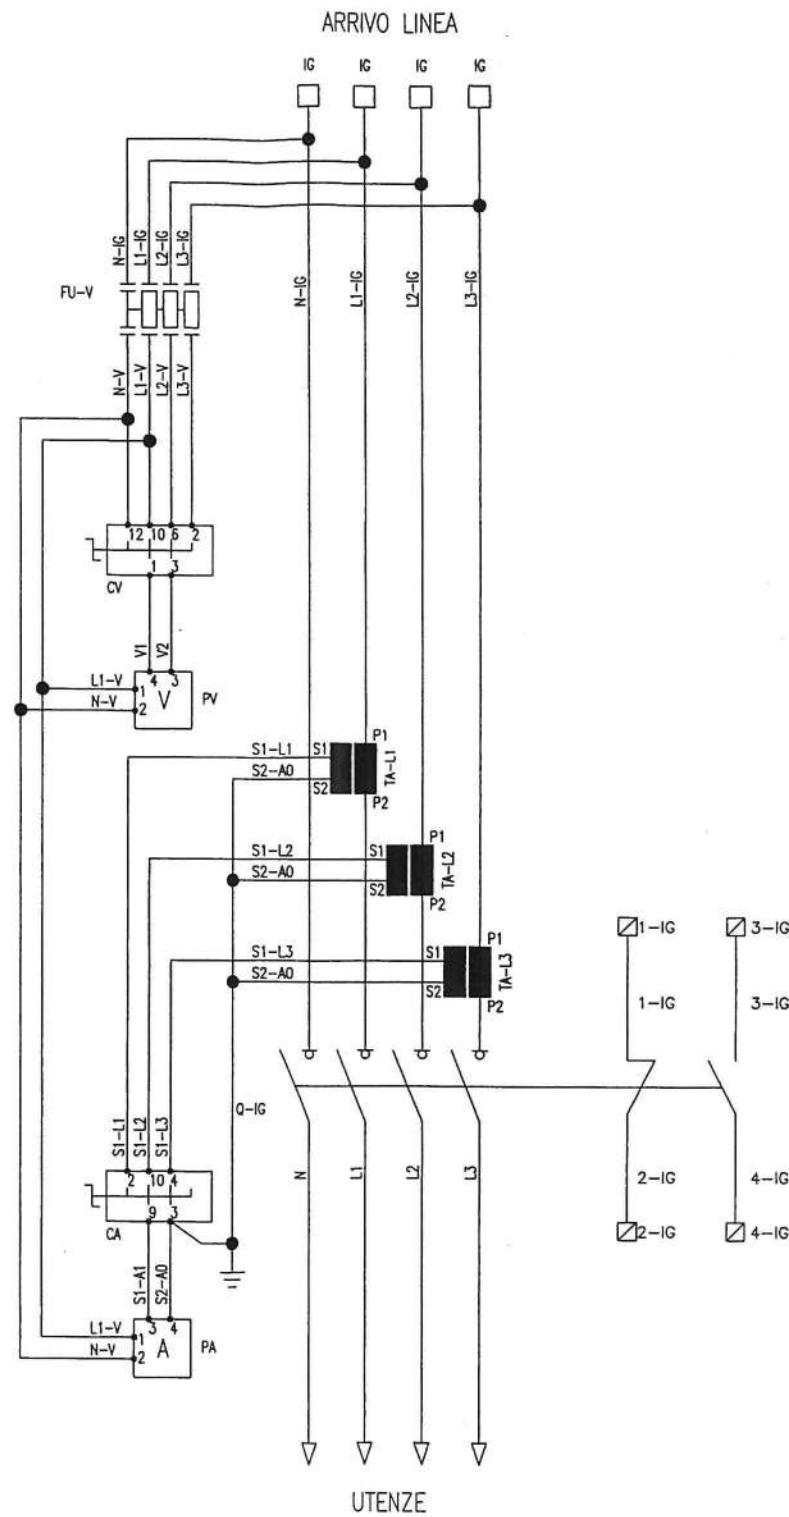 ARRIVO LINEA
IG IG IG IG
N-IG L1-IG L2-IG L3-IG
FU-V
N-IG L1-IG L2-IG L3-IG
N-V L1-V L2-V L3-V
12 10 6 2
1 3
CV
V1 V2
L1-V 1 4 3
N-V 2 V PV
S1-L1 S1 P1
S2-A0 S2 P2 TA-L1
S1-L2 S1 P1
S2-A0 S2 P2 TA-L2
S1-L3 S1 P1
S2-A0 S2 P2 TA-L3
1-IG 3-IG
1-IG 3-IG
Q-IG
S1-L1 S1-L2 S1-L3
N L1 L2 L3
2 10 4
9 3
CA
2-IG 4-IG
2-IG 4-IG
S1-A1 S2-A0
L1-V 1 3 4
N-V 2 A PA
UTENZE